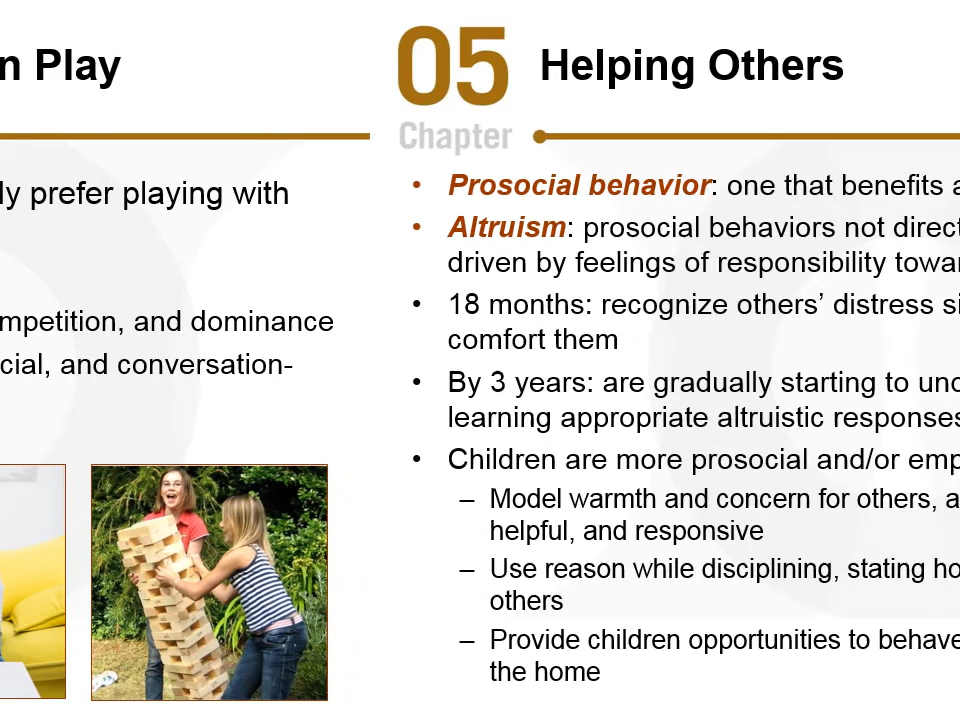 n Play
ly prefer playing with
mpetition, and dominance
cial, and conversation-
05
Chapter
Helping Others
• Prosocial behavior: one that benefits a
• Altruism: prosocial behaviors not direct
driven by feelings of responsibility towar
• 18 months: recognize others’ distress si
comfort them
• By 3 years: are gradually starting to und
learning appropriate altruistic responses
• Children are more prosocial and/or emp
– Model warmth and concern for others, a
helpful, and responsive
– Use reason while disciplining, stating ho
others
– Provide children opportunities to behave
the home